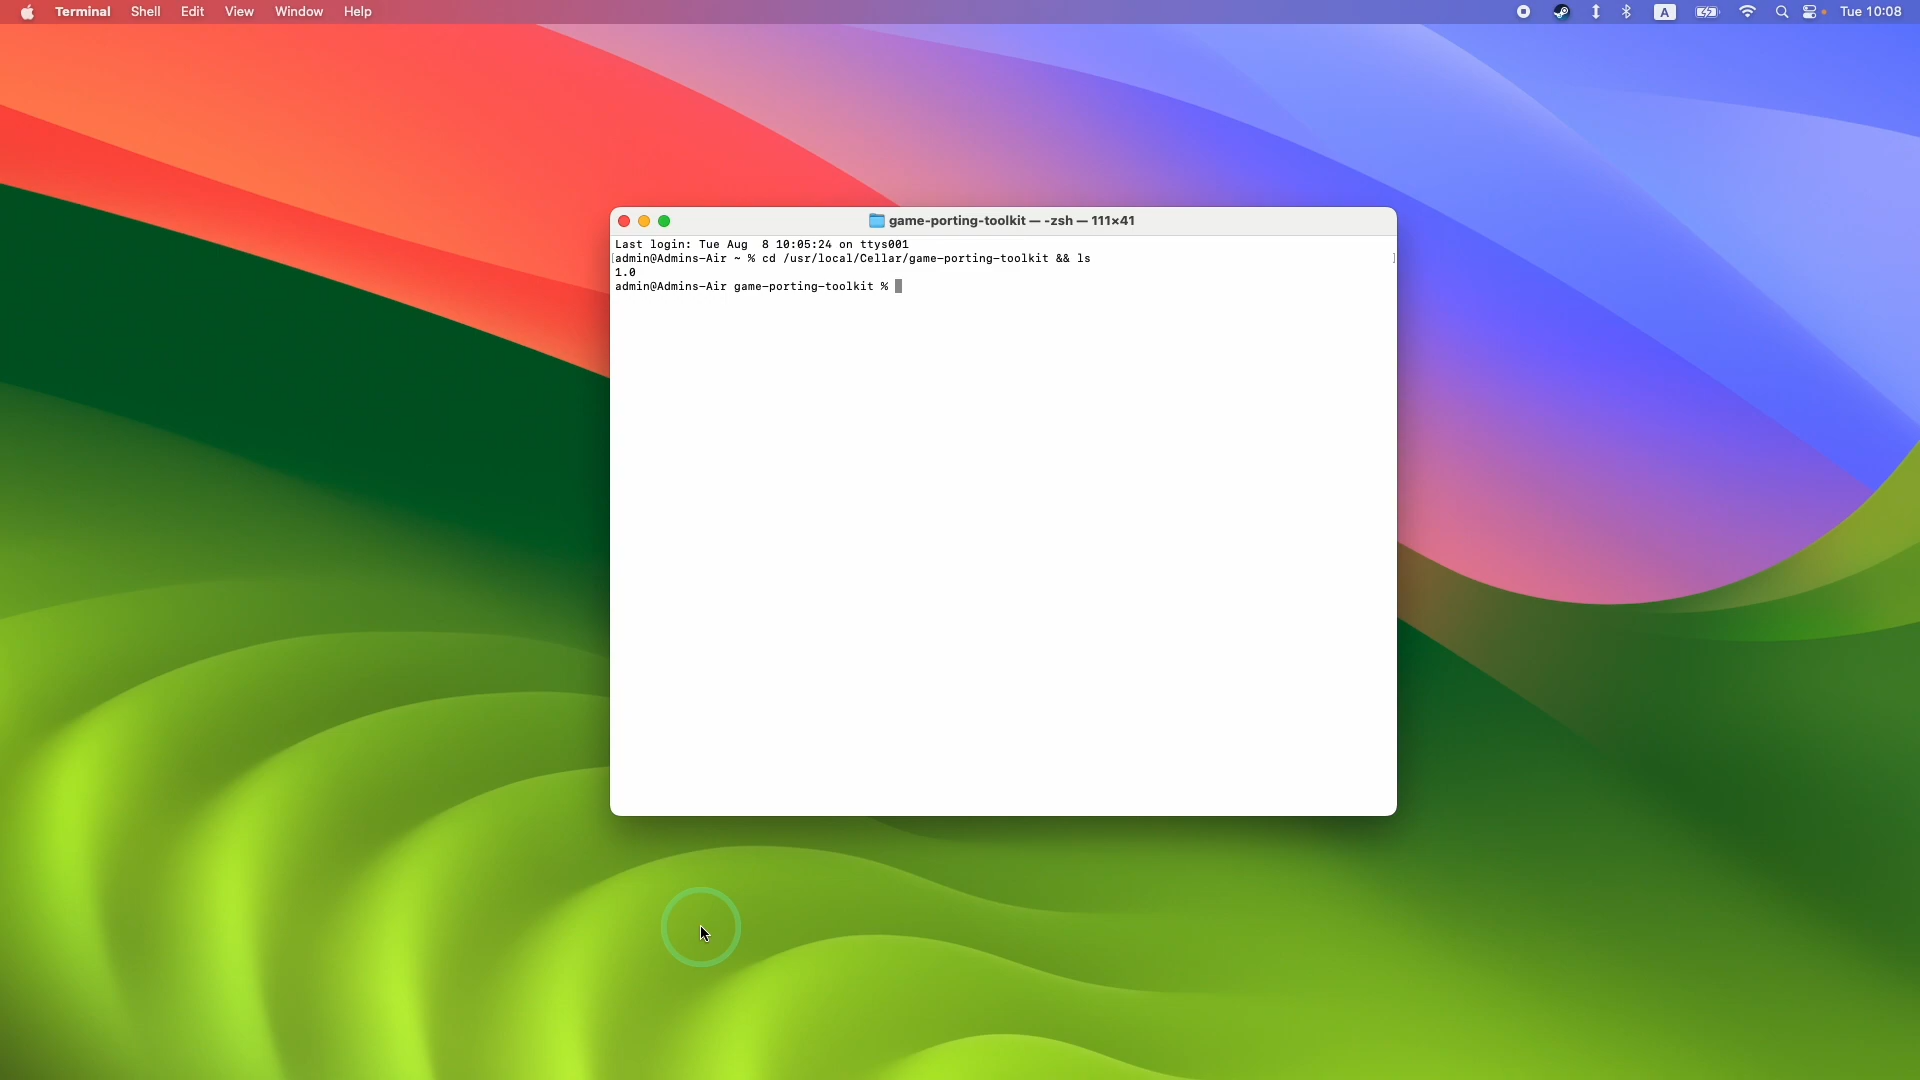 Terminal Shell Edit View Window Help A Tue 10:08
game-porting-toolkit — -zsh — 111×41
Last login: Tue Aug  8 10:05:24 on ttys001
[admin@Admins-Air ~ % cd /usr/local/Cellar/game-porting-toolkit && ls ]
1.0
admin@Admins-Air game-porting-toolkit %